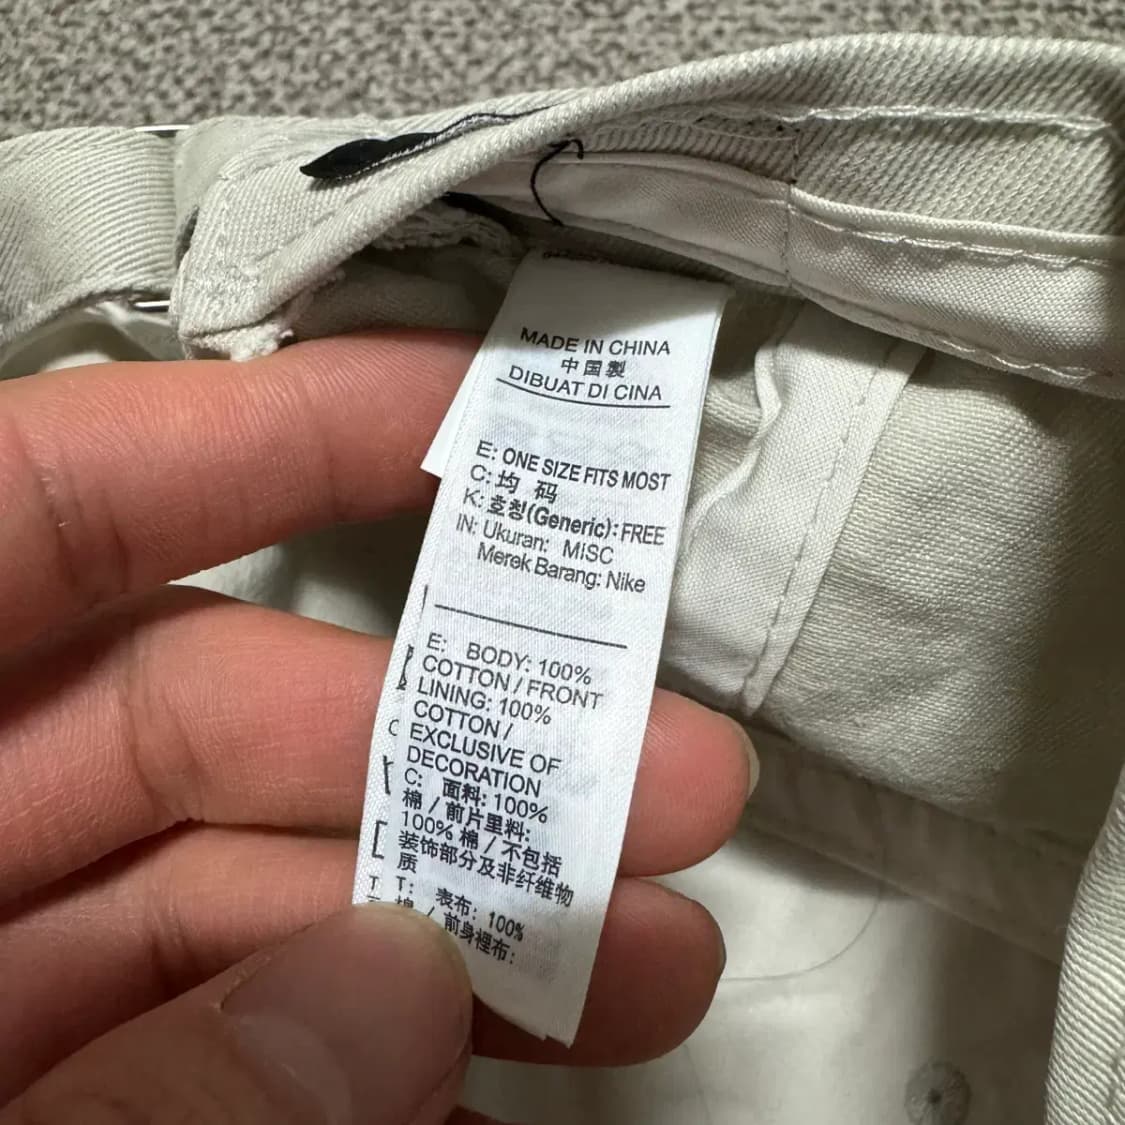 MADE IN CHINA
中国製
DIBUAT DI CINA
E: ONE SIZE FITS MOST
C: 均 码
K: 호칭(Generic): FREE
IN: Ukuran: MISC
Merek Barang: Nike
E: BODY: 100%
COTTON / FRONT
LINING: 100%
COTTON /
EXCLUSIVE OF
DECORATION
C: 面料: 100%
棉 / 前片里料:
100% 棉 / 不包括
装饰部分及非纤维物
质
T: 表布: 100%
棉 / 前身裡布: